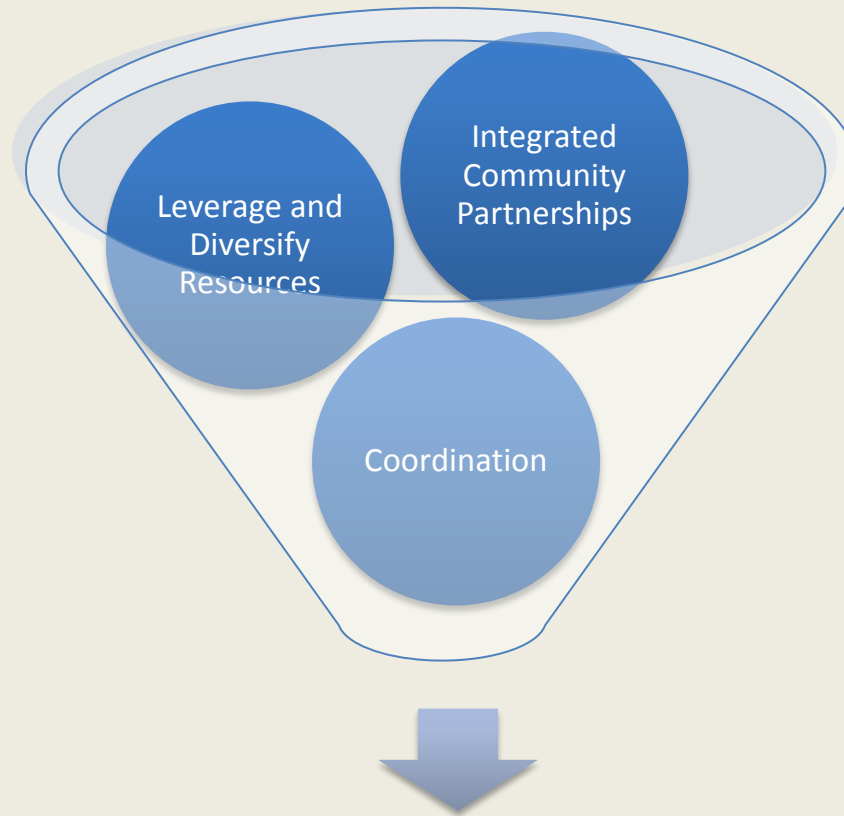 Integrated
Community
Partnerships
Leverage and
Diversify
Resources
Coordination